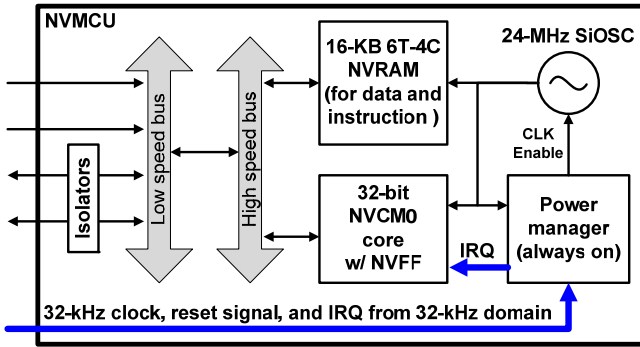 NVMCU
16-KB 6T-4C
NVRAM
(for data and
instruction )
24-MHz SiOSC
CLK
Enable
Low speed bus
High speed bus
Isolators
32-bit
NVCM0
core
w/ NVFF
IRQ
Power
manager
(always on)
32-kHz clock, reset signal, and IRQ from 32-kHz domain